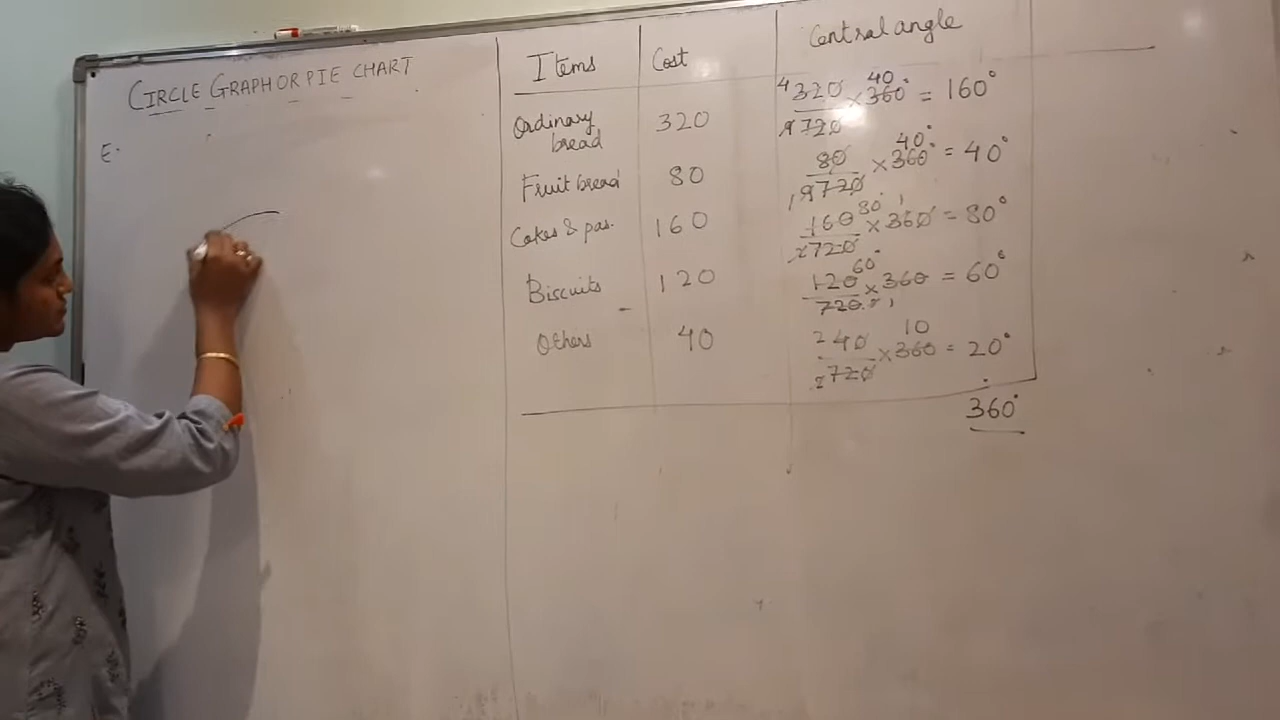 CIRCLE GRAPH OR PIE CHART
E.
Items Cost Central angle
Ordinary bread 320 320/720 × 360° = 160°
Fruit bread 80 80/720 × 360° = 40°
Cakes & pas. 160 160/720 × 360 = 80°
Biscuits 120 120/720 × 360 = 60°
Others 40 40/720 × 360 = 20°
360°